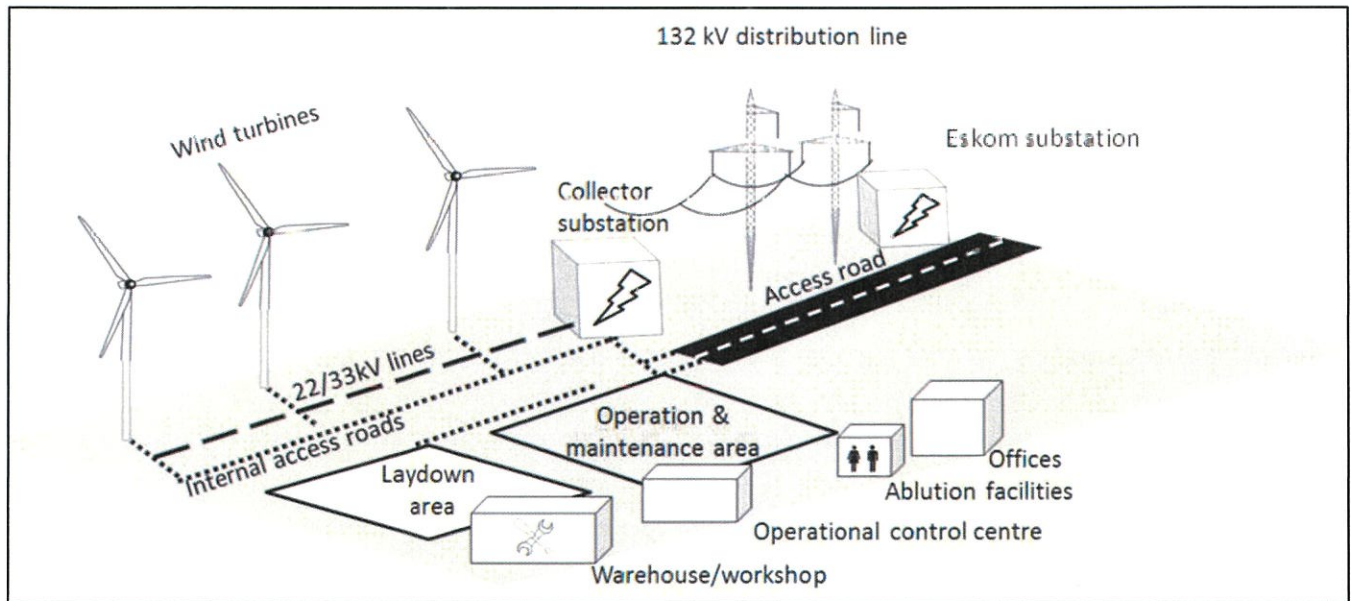 132 kV distribution line
Wind turbines
Eskom substation
Collector
substation
Access road
22/33kV lines
Internal access roads
Operation &
maintenance area
Laydown
area
Offices
Ablution facilities
Operational control centre
Warehouse/workshop